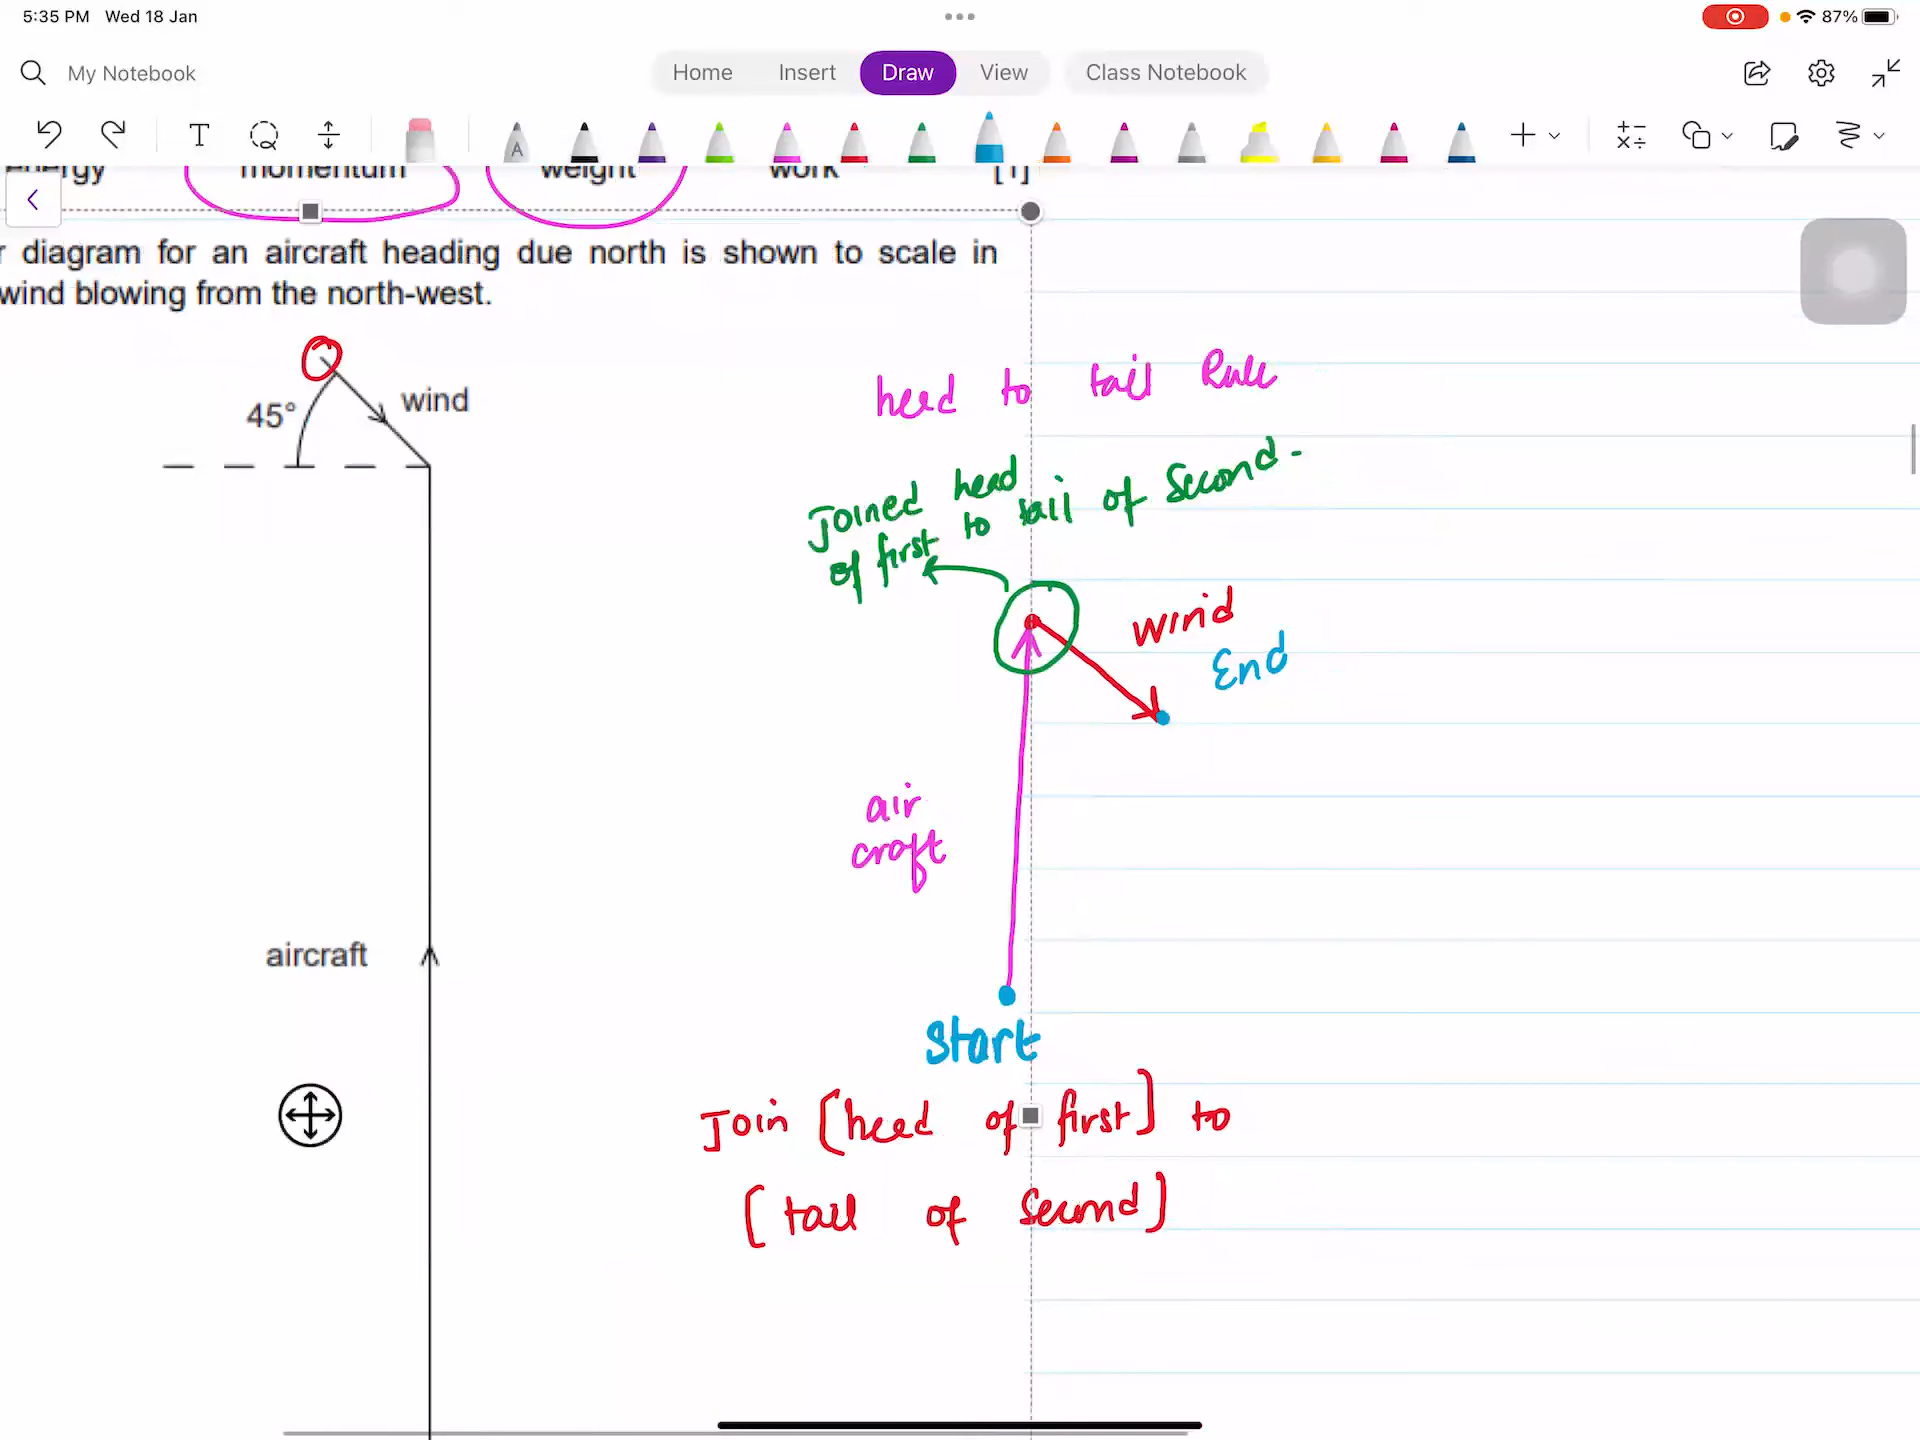 5:35 PM Wed 18 Jan
87%
My Notebook
Home Insert Draw View Class Notebook
energy momentum weight work [1]
r diagram for an aircraft heading due north is shown to scale in
wind blowing from the north-west.
45°
wind
aircraft
head to tail Rule
Joined head
of first to tail of Second.
wind
End
air
craft
Start
Join [head of first] to
[tail of Second]